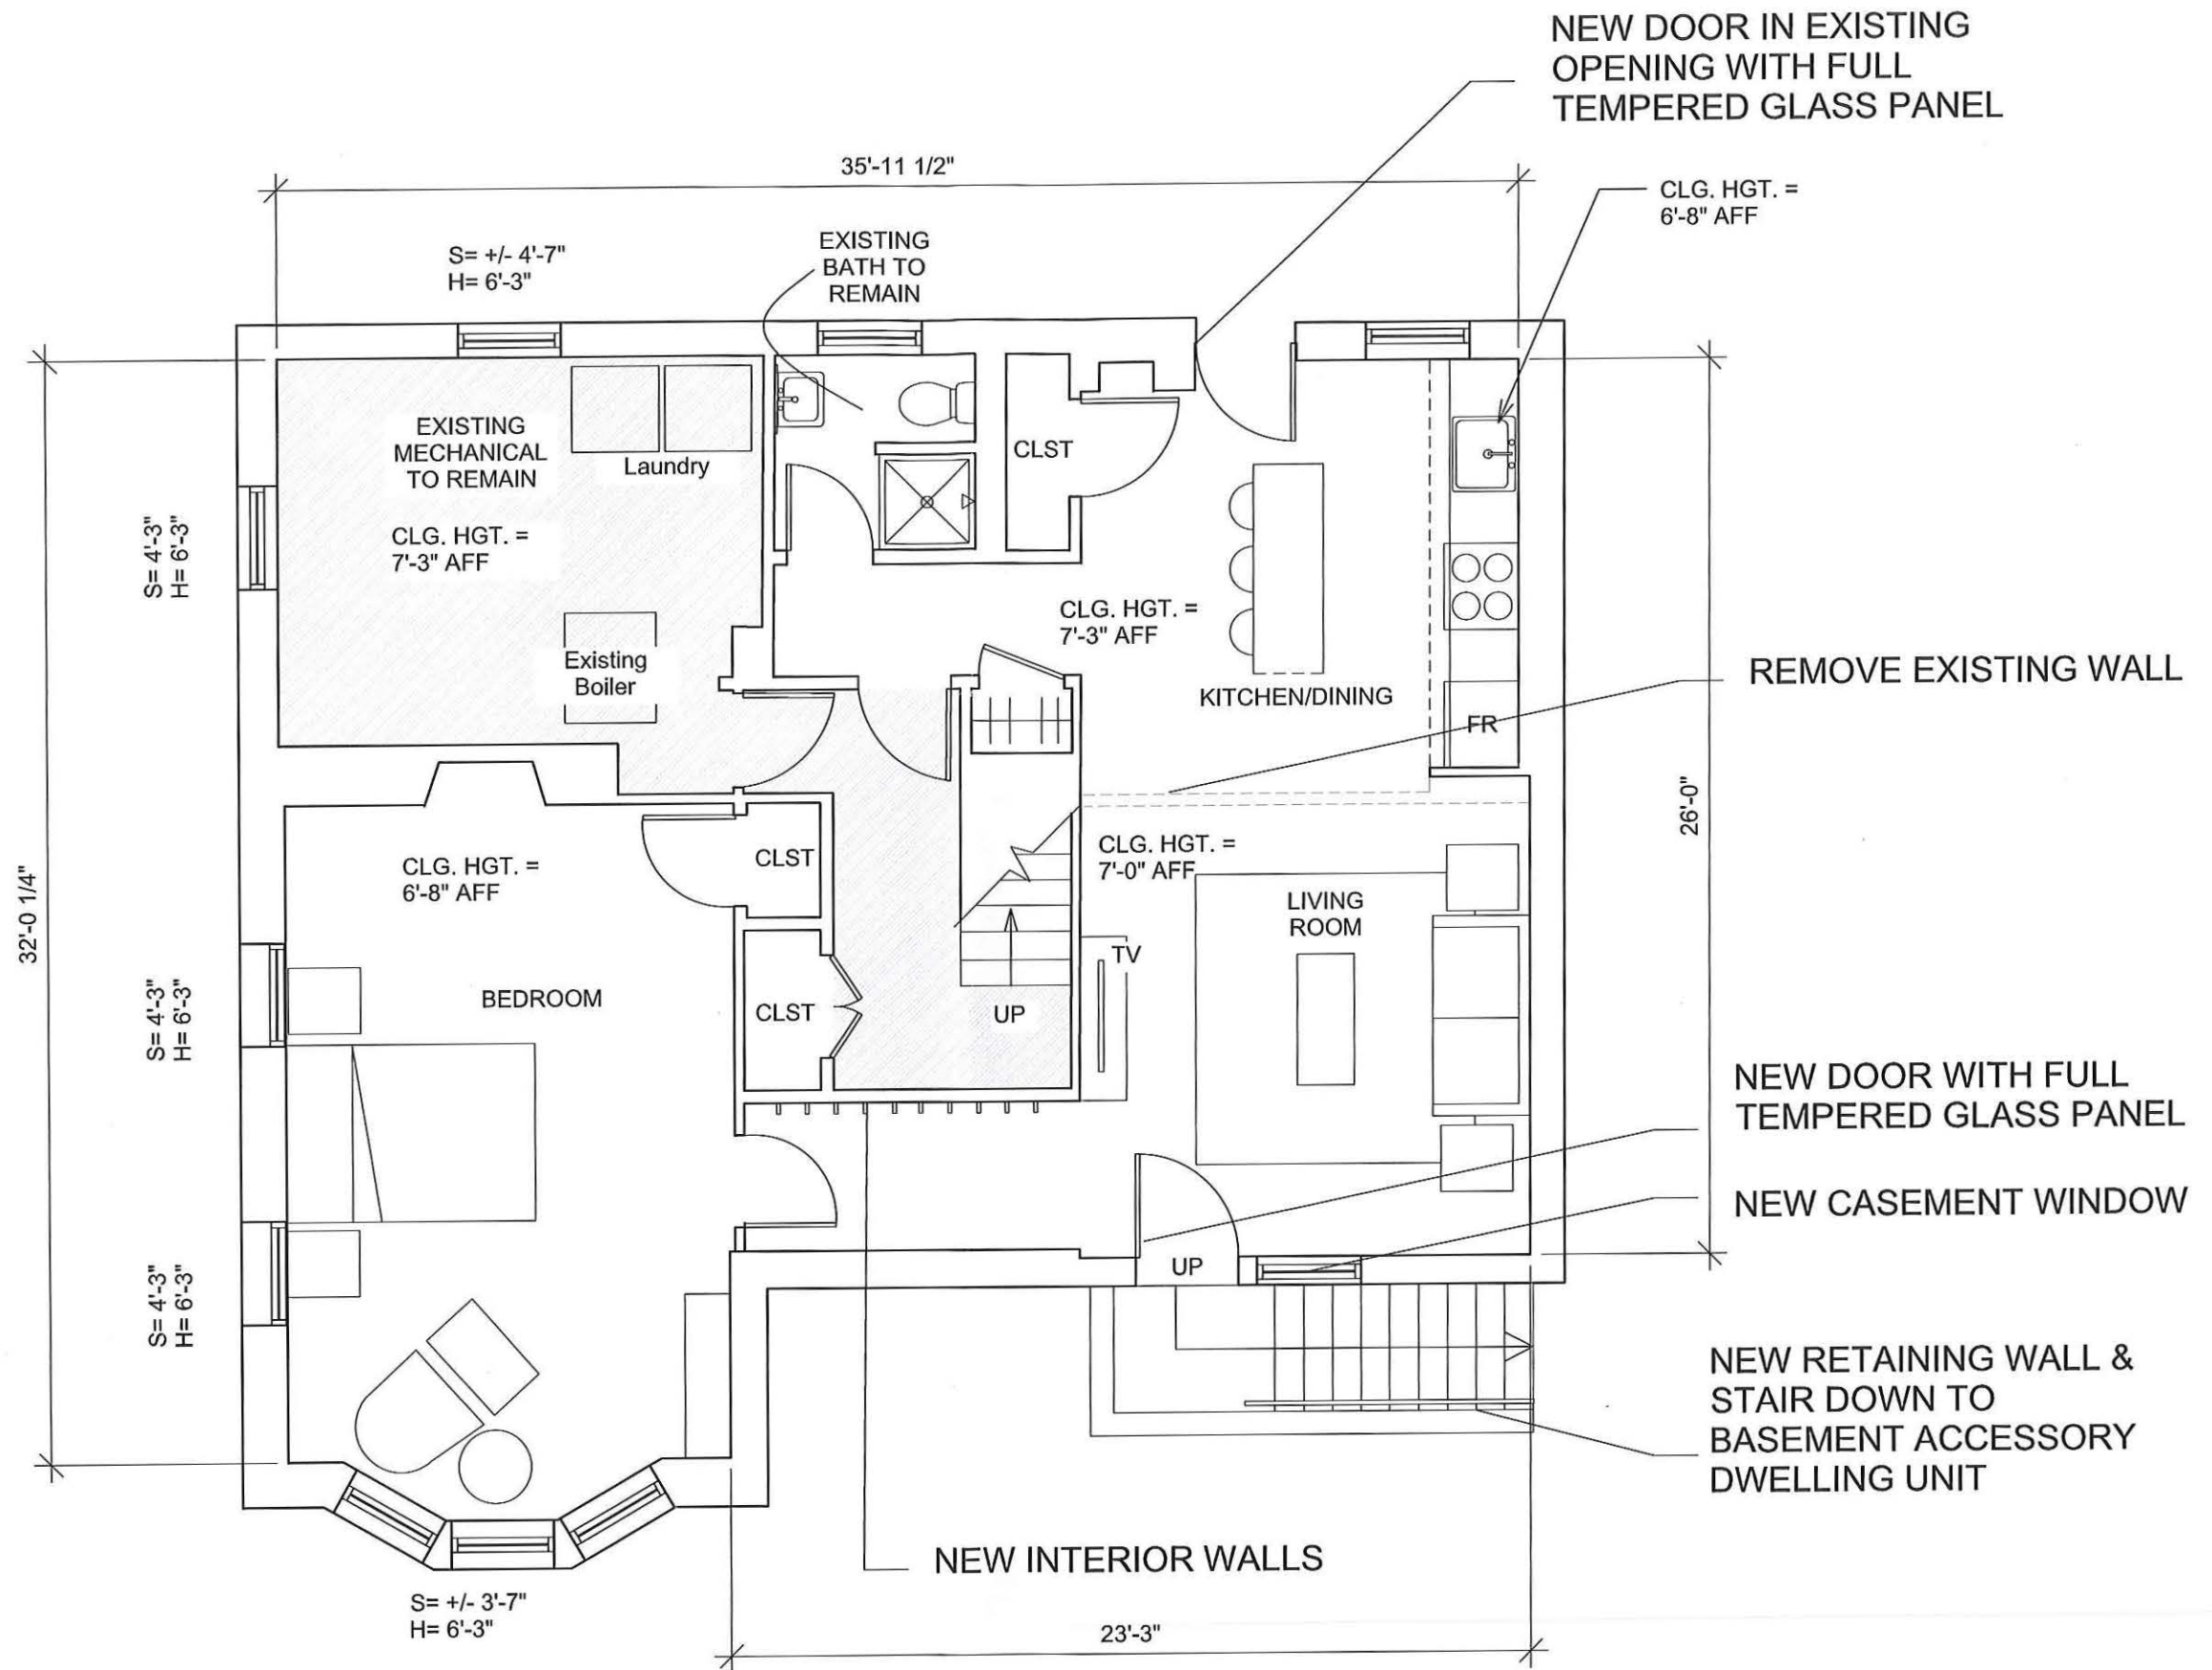 NEW DOOR IN EXISTING
OPENING WITH FULL
TEMPERED GLASS PANEL
35'-11 1/2"
CLG. HGT. =
6'-8" AFF
S= +/- 4'-7"
H= 6'-3"
EXISTING
BATH TO
REMAIN
EXISTING
MECHANICAL
TO REMAIN
Laundry
CLST
CLG. HGT. =
7'-3" AFF
S= 4'-3"
H= 6'-3"
CLG. HGT. =
7'-3" AFF
Existing
Boiler
KITCHEN/DINING
FR
REMOVE EXISTING WALL
26'-0"
32'-0 1/4"
CLG. HGT. =
6'-8" AFF
CLST
CLG. HGT. =
7'-0" AFF
LIVING
ROOM
TV
BEDROOM
CLST
UP
S= 4'-3"
H= 6'-3"
NEW DOOR WITH FULL
TEMPERED GLASS PANEL
NEW CASEMENT WINDOW
UP
S= 4'-3"
H= 6'-3"
NEW RETAINING WALL &
STAIR DOWN TO
BASEMENT ACCESSORY
DWELLING UNIT
NEW INTERIOR WALLS
S= +/- 3'-7"
H= 6'-3"
23'-3"